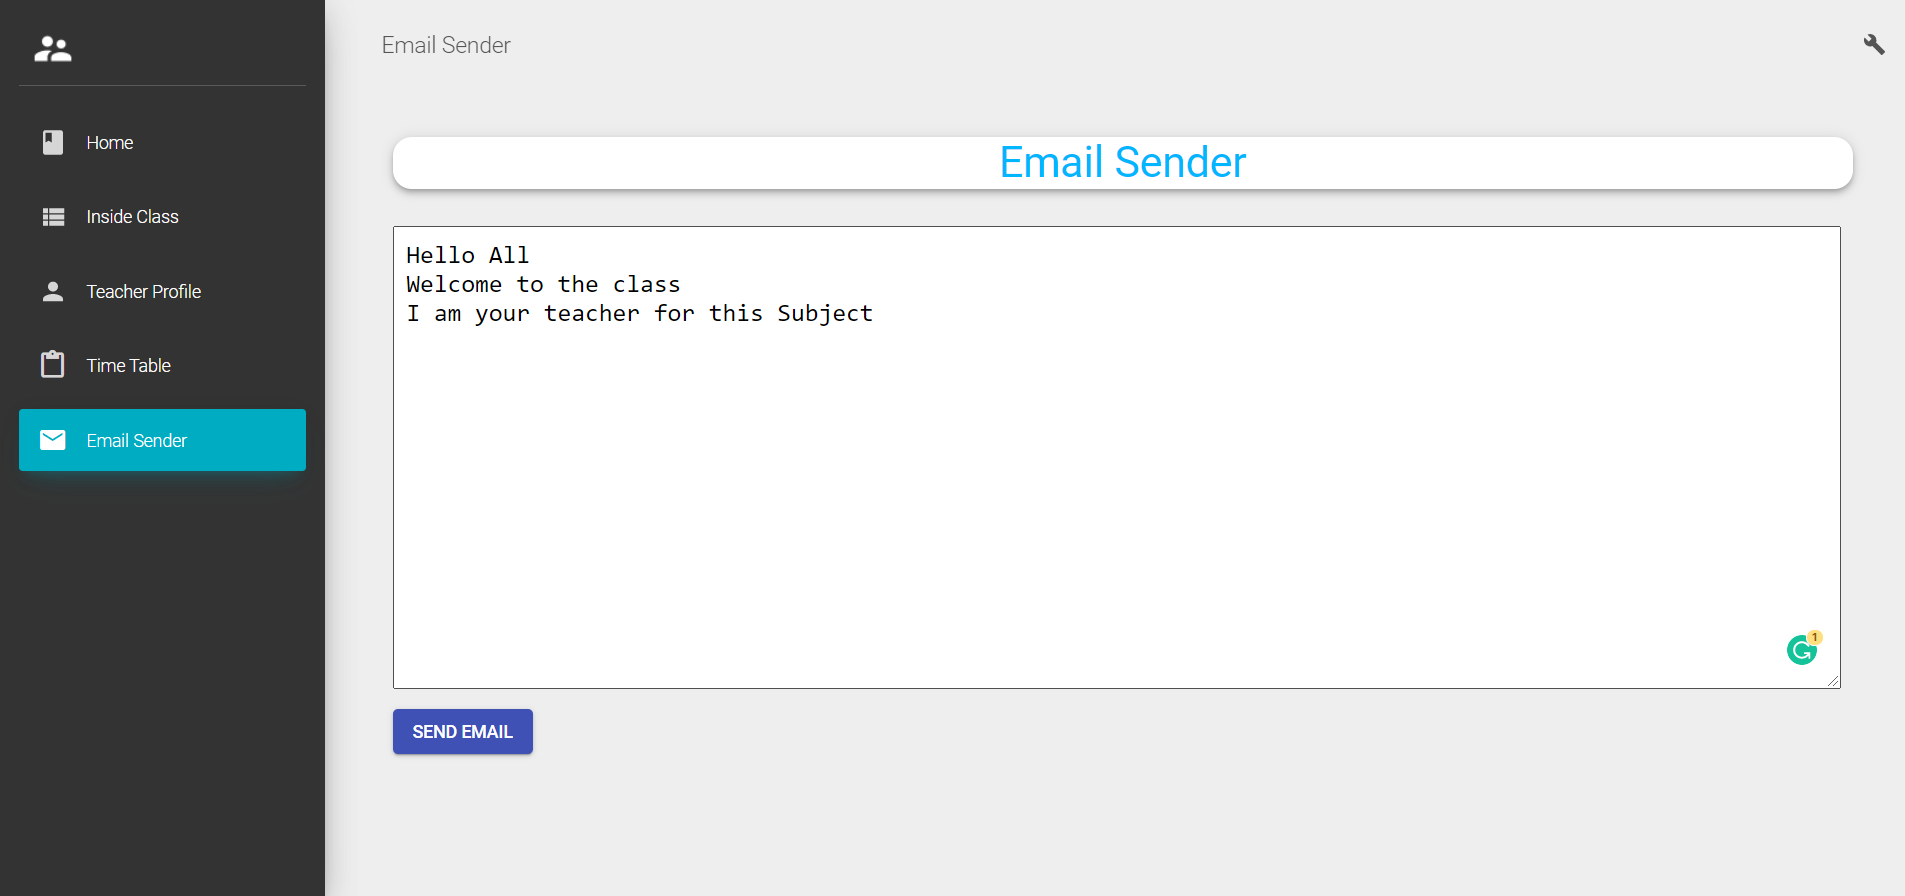 Email Sender
Home
Inside Class
Teacher Profile
Time Table
Email Sender
Email Sender
Hello All
Welcome to the class
I am your teacher for this Subject
1
SEND EMAIL